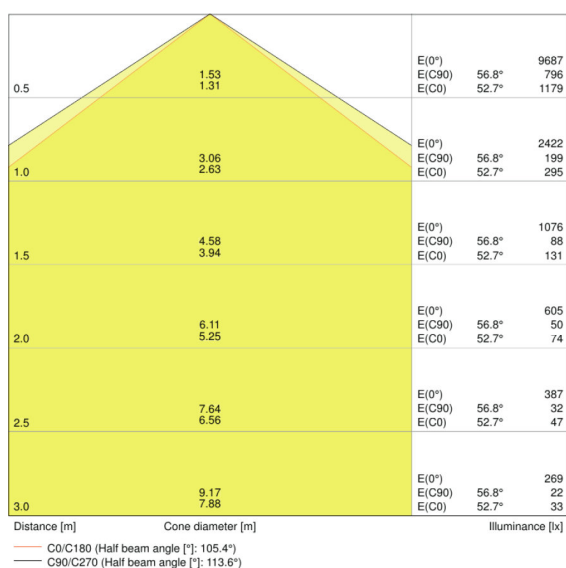 E(0°) 9687
1.53 E(C90) 56.8° 796
0.5 1.31 E(C0) 52.7° 1179
E(0°) 2422
3.06 E(C90) 56.8° 199
1.0 2.63 E(C0) 52.7° 295
E(0°) 1076
4.58 E(C90) 56.8° 88
1.5 3.94 E(C0) 52.7° 131
E(0°) 605
6.11 E(C90) 56.8° 50
2.0 5.25 E(C0) 52.7° 74
E(0°) 387
7.64 E(C90) 56.8° 32
2.5 6.56 E(C0) 52.7° 47
E(0°) 269
9.17 E(C90) 56.8° 22
3.0 7.88 E(C0) 52.7° 33
Distance [m] Cone diameter [m] Illuminance [lx]
C0/C180 (Half beam angle [°]: 105.4°)
C90/C270 (Half beam angle [°]: 113.6°)